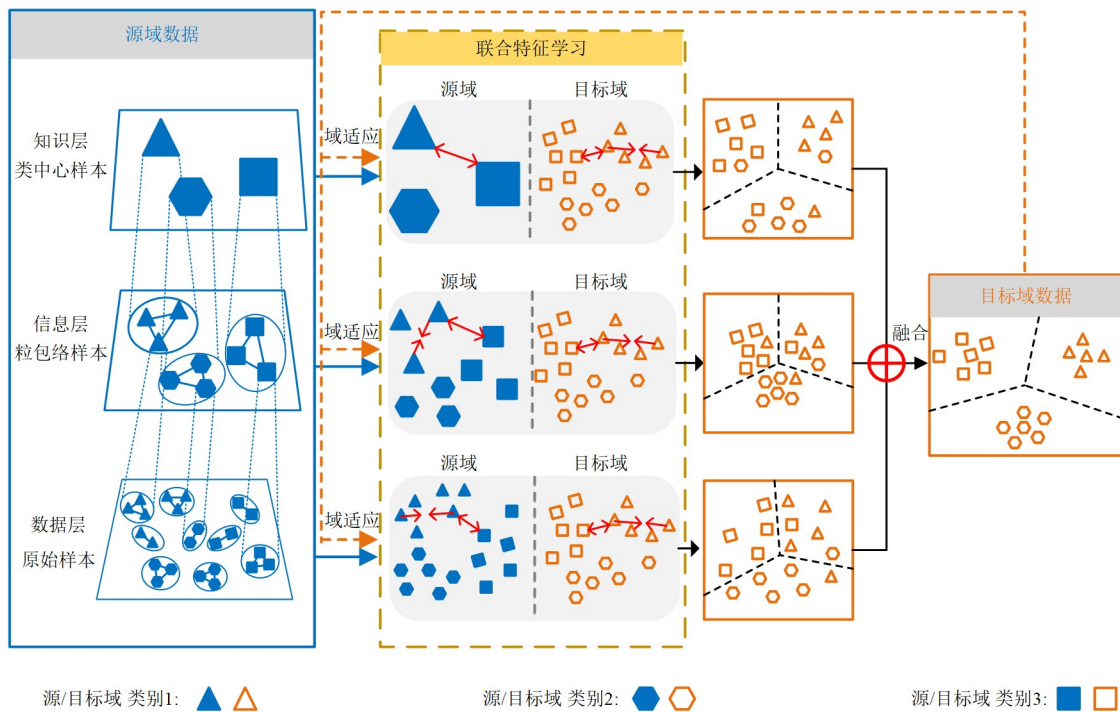 源域数据
联合特征学习
知识层
类中心样本
域适应
源域
目标域
信息层
粒包络样本
域适应
源域
目标域
融合
目标域数据
数据层
原始样本
域适应
源域
目标域
源/目标域 类别1:
源/目标域 类别2:
源/目标域 类别3: